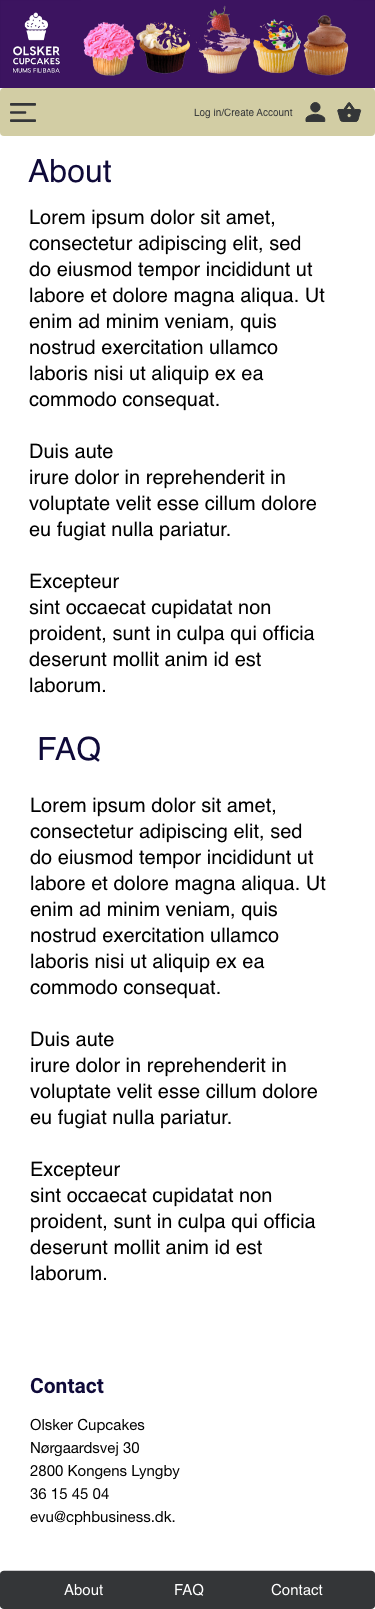 OLSKER
CUPCAKES
MUMS FILIBABA
Log in/Create Account
About
Lorem ipsum dolor sit amet,
consectetur adipiscing elit, sed
do eiusmod tempor incididunt ut
labore et dolore magna aliqua. Ut
enim ad minim veniam, quis
nostrud exercitation ullamco
laboris nisi ut aliquip ex ea
commodo consequat.
Duis aute
irure dolor in reprehenderit in
voluptate velit esse cillum dolore
eu fugiat nulla pariatur.
Excepteur
sint occaecat cupidatat non
proident, sunt in culpa qui officia
deserunt mollit anim id est
laborum.
FAQ
Lorem ipsum dolor sit amet,
consectetur adipiscing elit, sed
do eiusmod tempor incididunt ut
labore et dolore magna aliqua. Ut
enim ad minim veniam, quis
nostrud exercitation ullamco
laboris nisi ut aliquip ex ea
commodo consequat.
Duis aute
irure dolor in reprehenderit in
voluptate velit esse cillum dolore
eu fugiat nulla pariatur.
Excepteur
sint occaecat cupidatat non
proident, sunt in culpa qui officia
deserunt mollit anim id est
laborum.
Contact
Olsker Cupcakes
Nørgaardsvej 30
2800 Kongens Lyngby
36 15 45 04
evu@cphbusiness.dk.
About FAQ Contact